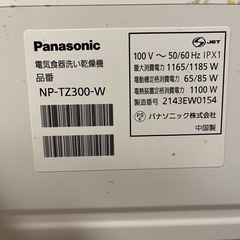 Panasonic
電気食器洗い乾燥機
品番
NP-TZ300-W
JET
100 V ～ 50/60 Hz IPX1
最大消費電力 1165/1185 W
電動機定格消費電力 65/85 W
電熱装置定格消費電力 1100 W
製造番号 2143EW0154
PS E
パナソニック株式会社
中国製